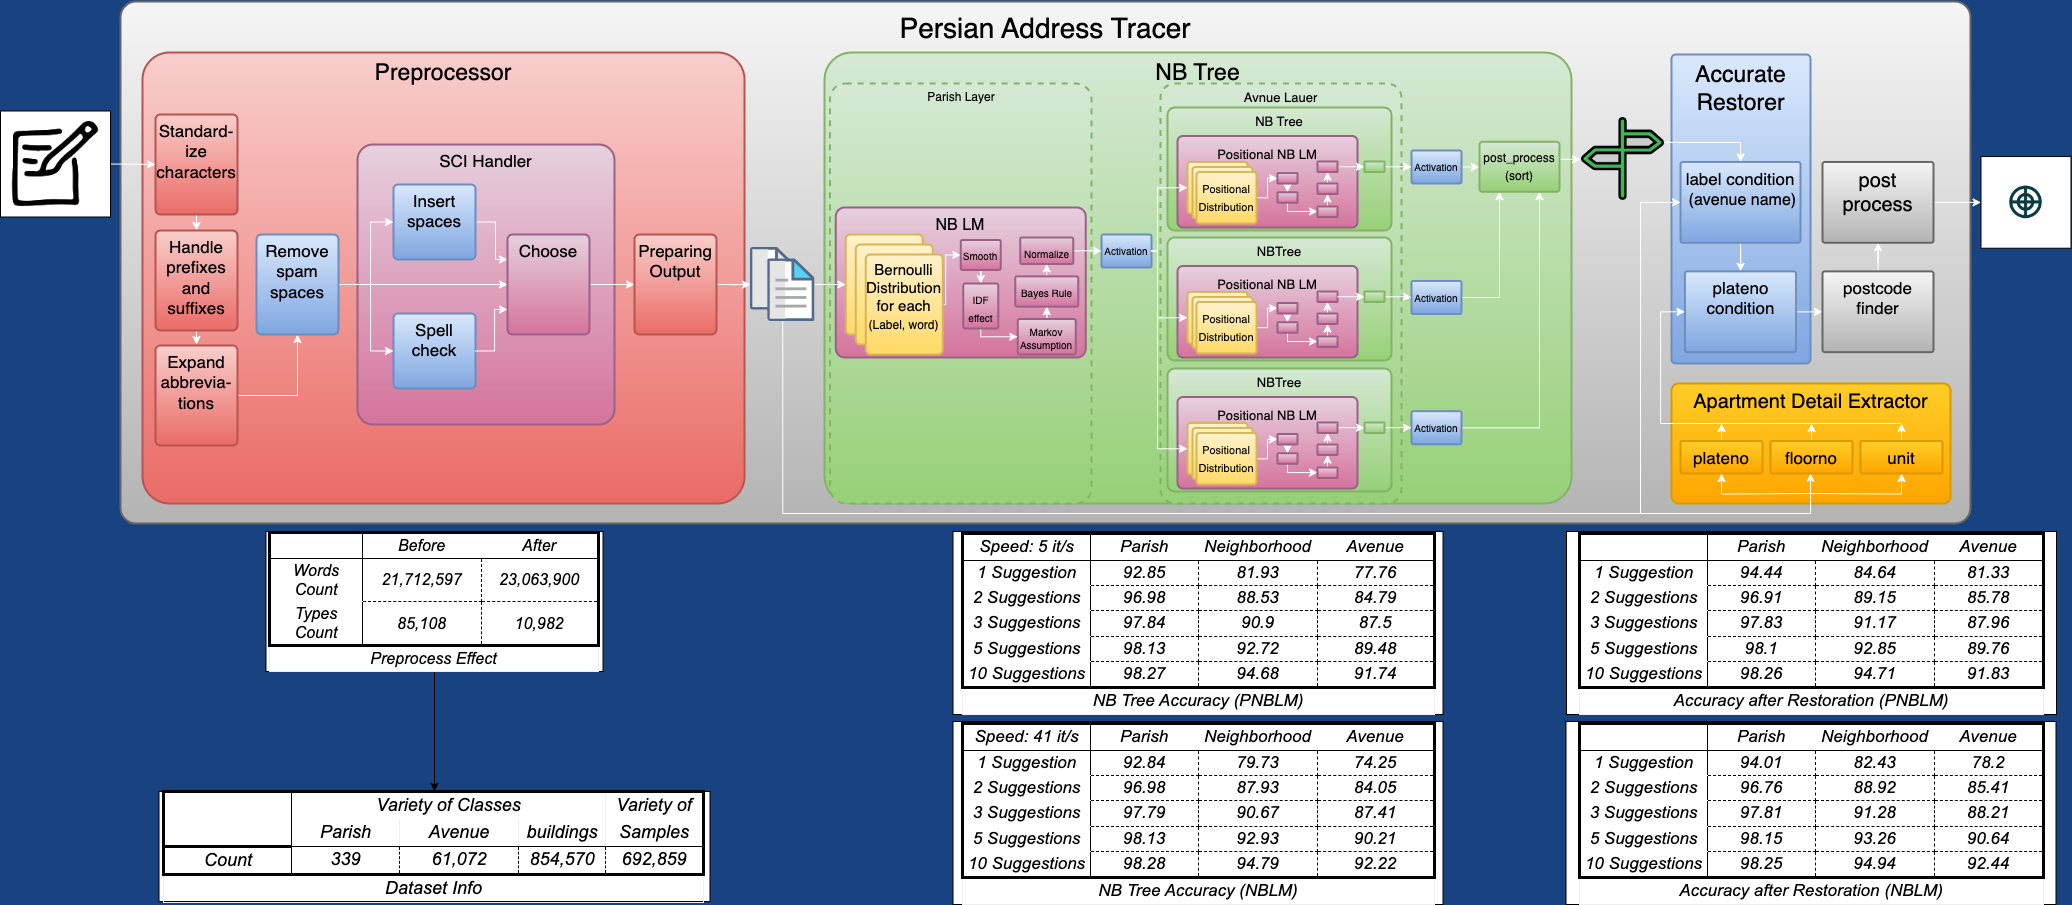 Persian Address Tracer
Preprocessor
Standard-
ize
characters
Handle
prefixes
and
suffixes
Expand
abbrevia-
tions
Remove
spam
spaces
SCI Handler
Insert
spaces
Spell
check
Choose
Preparing
Output
NB Tree
Parish Layer
NB LM
Bernoulli
Distribution
for each
(Label, word)
Smooth
IDF
effect
Markov
Assumption
Bayes Rule
Normalize
Activation
Avnue Lauer
NB Tree
Positional NB LM
Positional
Distribution
NBTree
Positional NB LM
Positional
Distribution
NBTree
Positional NB LM
Positional
Distribution
Activation
Activation
Activation
post_process
(sort)
Accurate
Restorer
label condition
(avenue name)
plateno
condition
post
process
postcode
finder
Apartment Detail Extractor
plateno floorno unit
Before After
Words
Count
21,712,597 23,063,900
Types
Count
85,108 10,982
Preprocess Effect
Variety of Classes Variety of
Parish Avenue buildings Samples
Count 339 61,072 854,570 692,859
Dataset Info
Speed: 5 it/s Parish Neighborhood Avenue
1 Suggestion 92.85 81.93 77.76
2 Suggestions 96.98 88.53 84.79
3 Suggestions 97.84 90.9 87.5
5 Suggestions 98.13 92.72 89.48
10 Suggestions 98.27 94.68 91.74
NB Tree Accuracy (PNBLM)
Parish Neighborhood Avenue
1 Suggestion 94.44 84.64 81.33
2 Suggestions 96.91 89.15 85.78
3 Suggestions 97.83 91.17 87.96
5 Suggestions 98.1 92.85 89.76
10 Suggestions 98.26 94.71 91.83
Accuracy after Restoration (PNBLM)
Speed: 41 it/s Parish Neighborhood Avenue
1 Suggestion 92.84 79.73 74.25
2 Suggestions 96.98 87.93 84.05
3 Suggestions 97.79 90.67 87.41
5 Suggestions 98.13 92.93 90.21
10 Suggestions 98.28 94.79 92.22
NB Tree Accuracy (NBLM)
Parish Neighborhood Avenue
1 Suggestion 94.01 82.43 78.2
2 Suggestions 96.76 88.92 85.41
3 Suggestions 97.81 91.28 88.21
5 Suggestions 98.15 93.26 90.64
10 Suggestions 98.25 94.94 92.44
Accuracy after Restoration (NBLM)